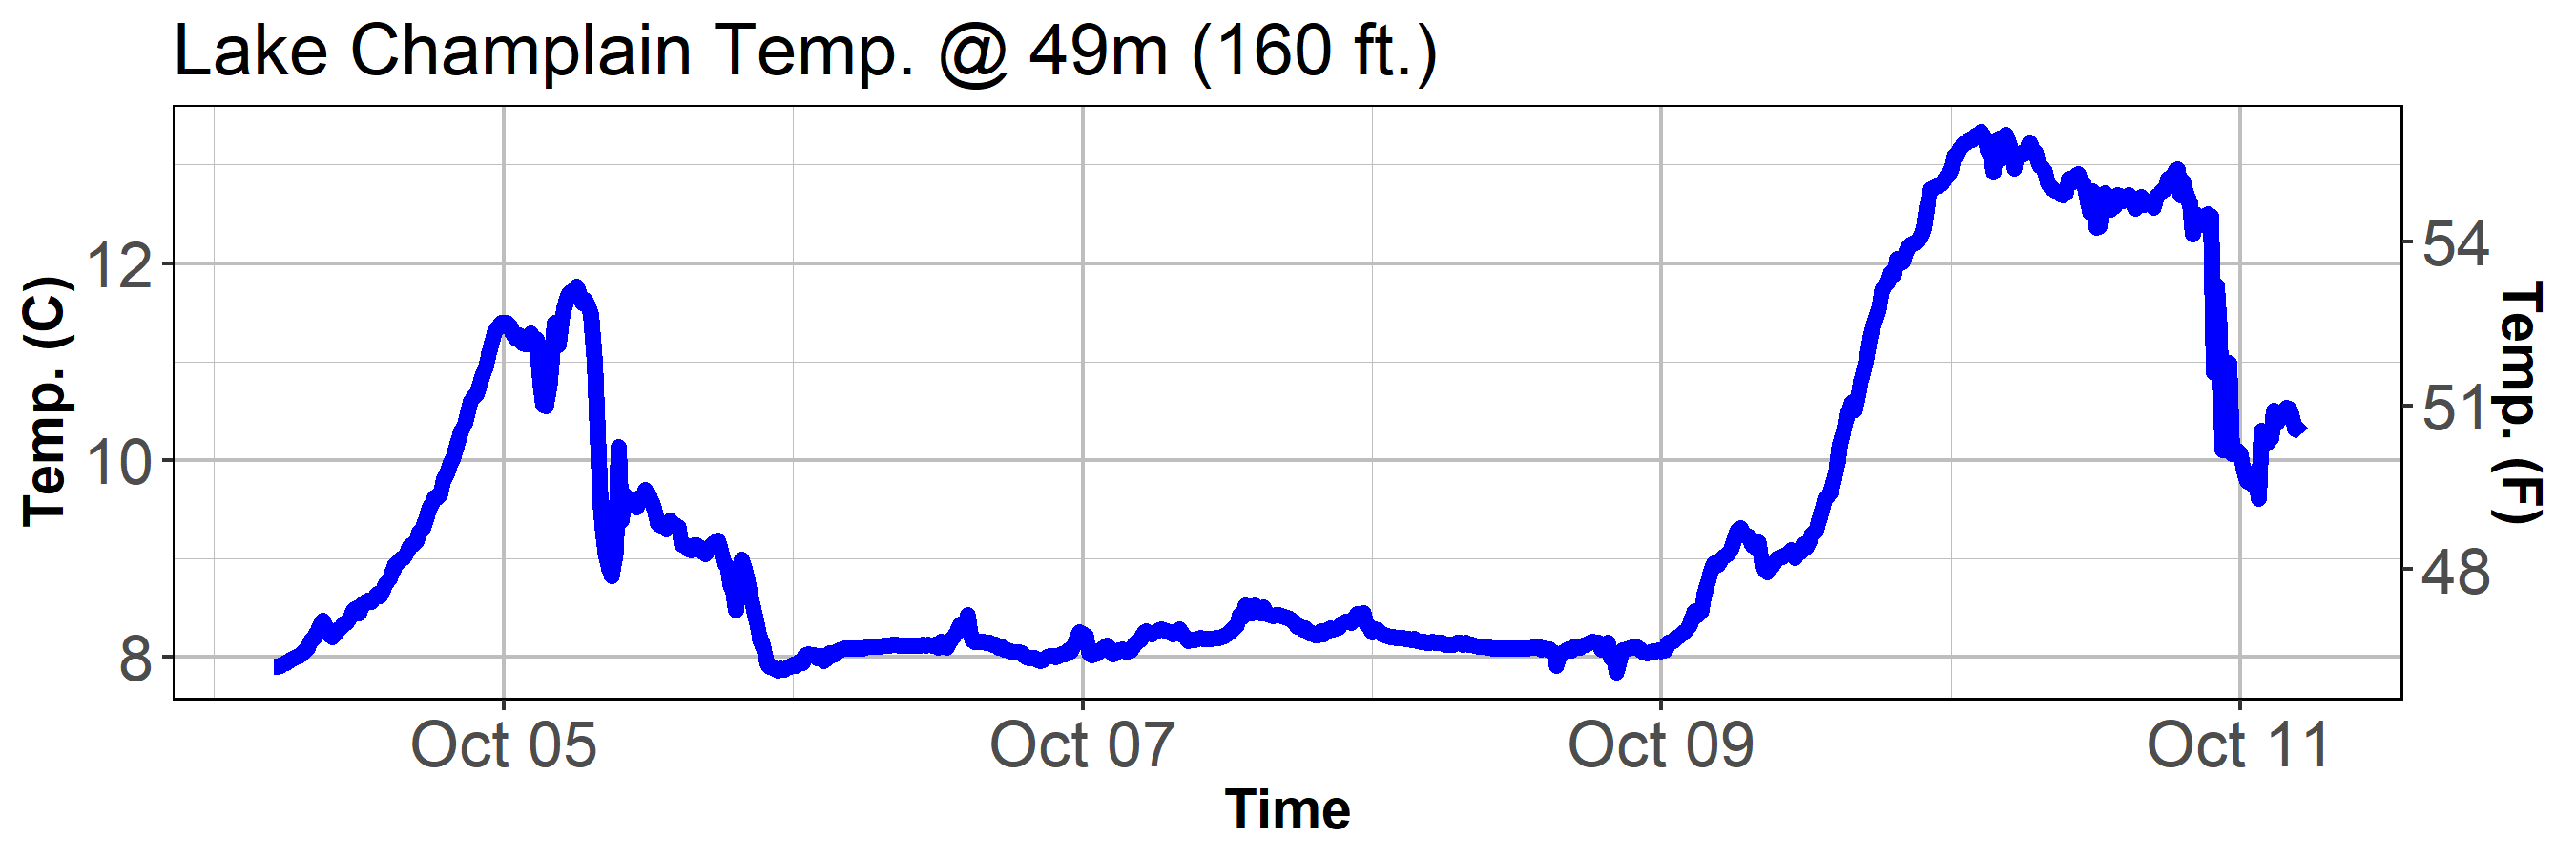 Lake Champlain Temp. @ 49m (160 ft.)
Temp. (C)
12
10
8
54
51
48
Temp. (F)
Oct 05 Oct 07 Oct 09 Oct 11
Time